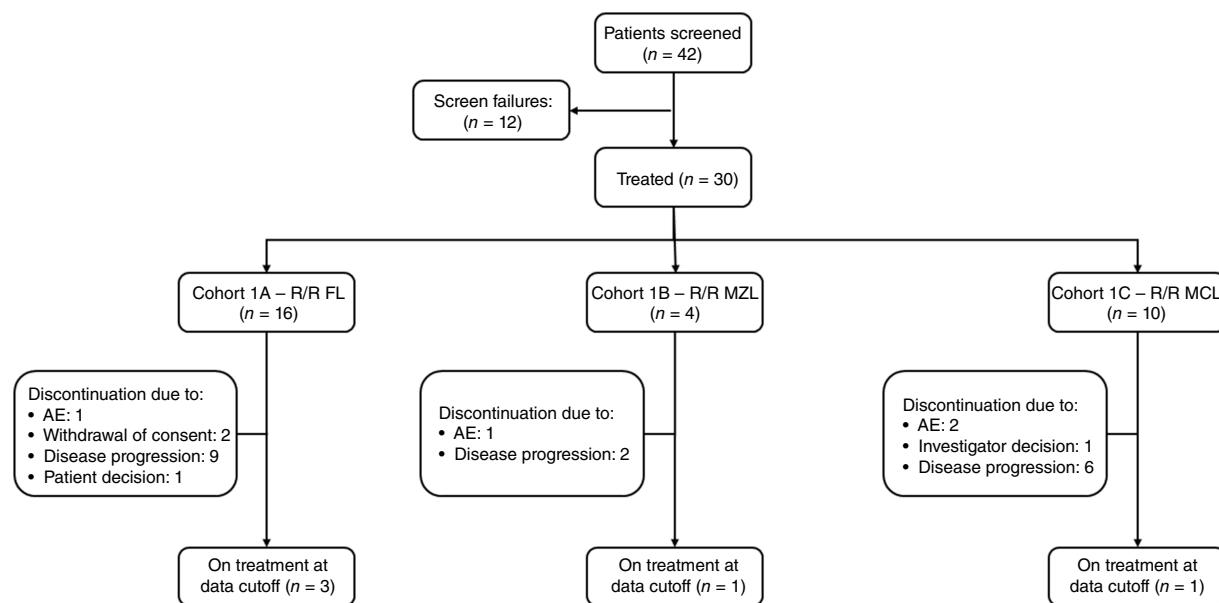 Patients screened
(n = 42)
Screen failures:
(n = 12)
Treated (n = 30)
Cohort 1A – R/R FL
(n = 16)
Cohort 1B – R/R MZL
(n = 4)
Cohort 1C – R/R MCL
(n = 10)
Discontinuation due to:
• AE: 1
• Withdrawal of consent: 2
• Disease progression: 9
• Patient decision: 1
Discontinuation due to:
• AE: 1
• Disease progression: 2
Discontinuation due to:
• AE: 2
• Investigator decision: 1
• Disease progression: 6
On treatment at
data cutoff (n = 3)
On treatment at
data cutoff (n = 1)
On treatment at
data cutoff (n = 1)